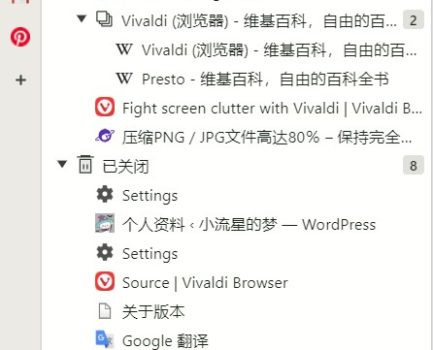 Vivaldi (浏览器) - 维基百科，自由的百... 2
Vivaldi (浏览器) - 维基百科，自由的百...
Presto - 维基百科，自由的百科全书
Fight screen clutter with Vivaldi | Vivaldi B...
压缩PNG / JPG文件高达80% – 保持完全...
已关闭 8
Settings
个人资料 ‹ 小流星的梦 — WordPress
Settings
Source | Vivaldi Browser
关于版本
Google 翻译